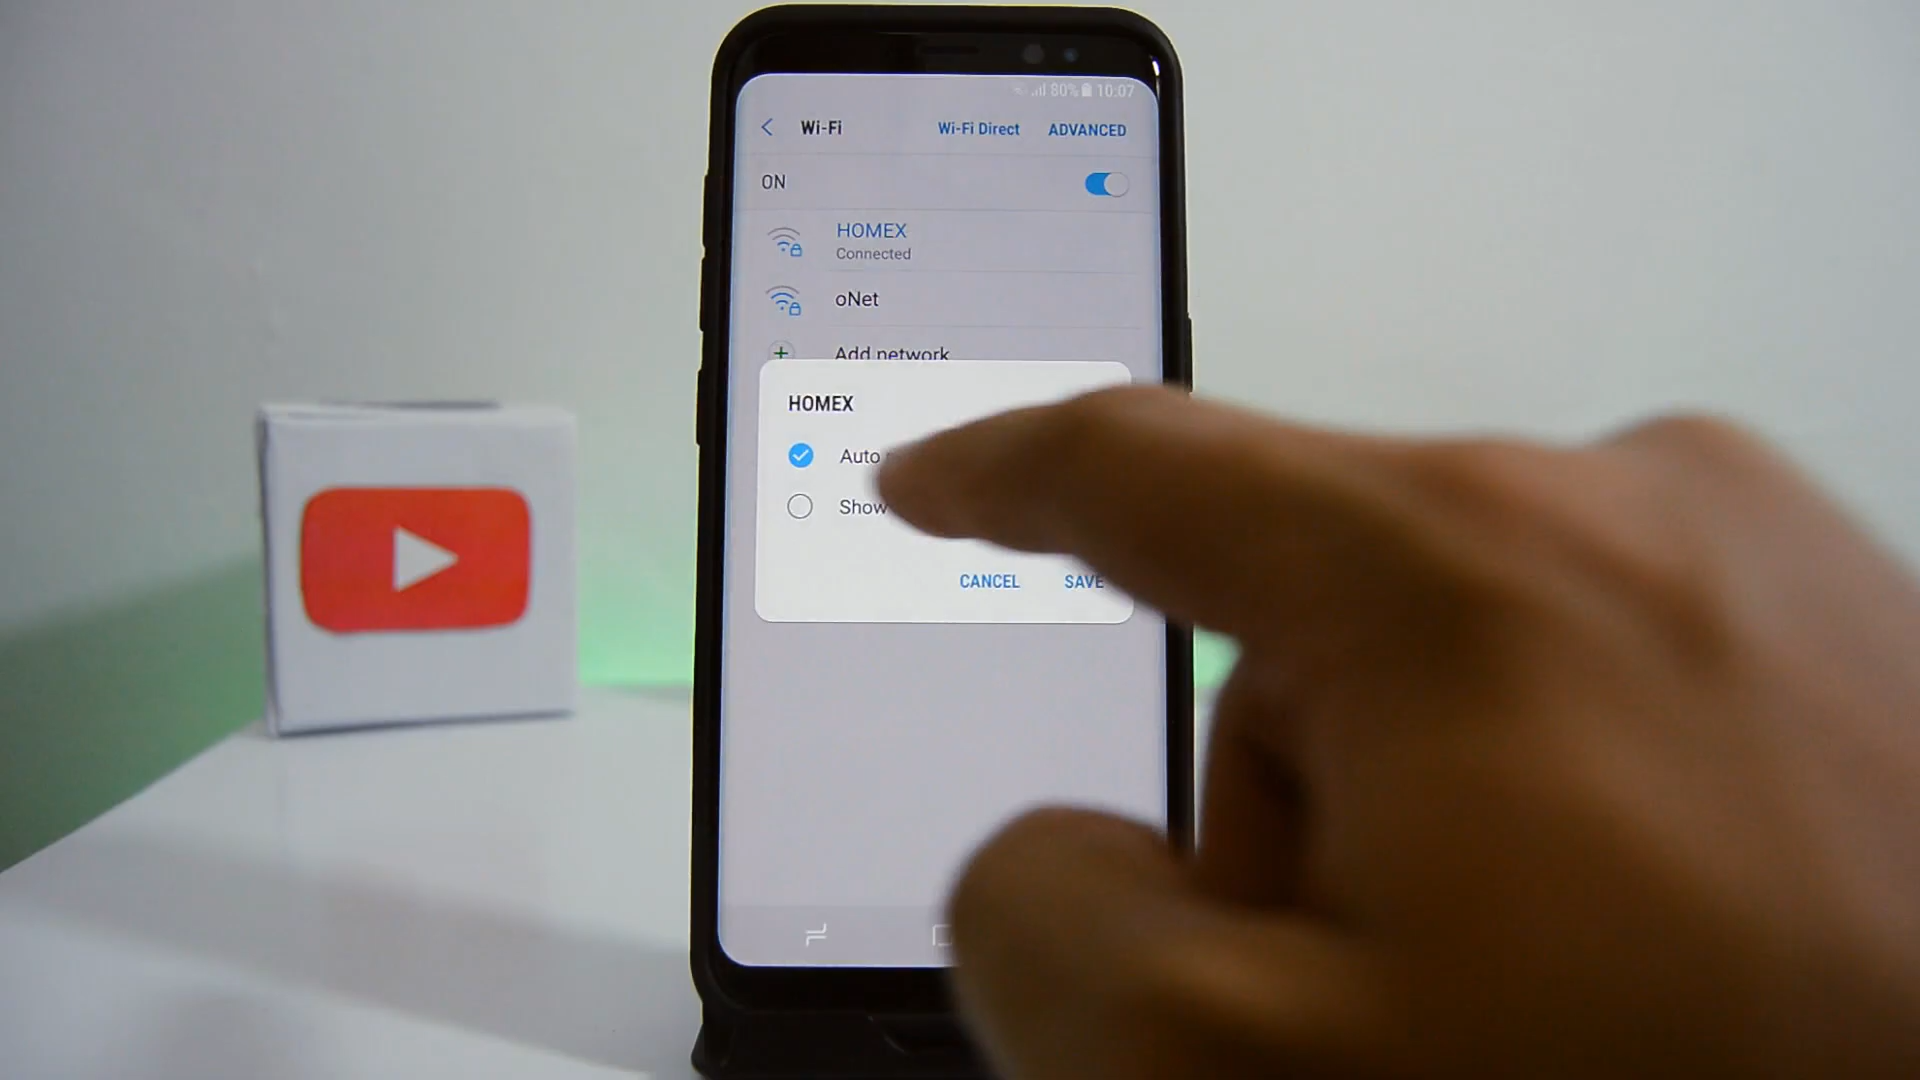 80% 10:07
Wi-Fi Wi-Fi Direct ADVANCED
ON
HOMEX
Connected
oNet
Add network
HOMEX
Auto
Show
CANCEL SAVE